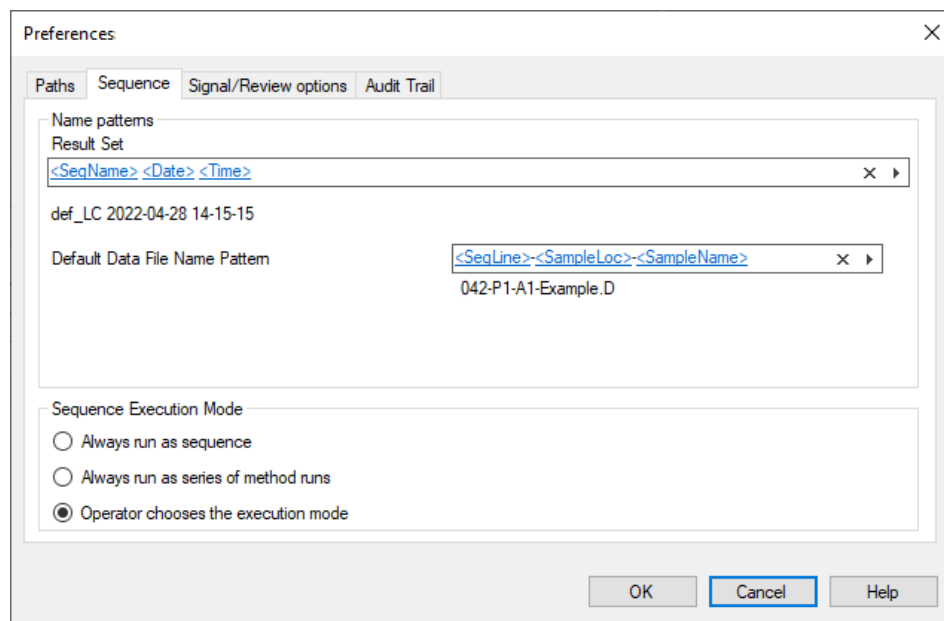 Preferences
Paths Sequence Signal/Review options Audit Trail
Name patterns
Result Set
<SeqName> <Date> <Time>
def_LC 2022-04-28 14-15-15
Default Data File Name Pattern <SeqLine>-<SampleLoc>-<SampleName>
042-P1-A1-Example.D
Sequence Execution Mode
Always run as sequence
Always run as series of method runs
Operator chooses the execution mode
OK Cancel Help